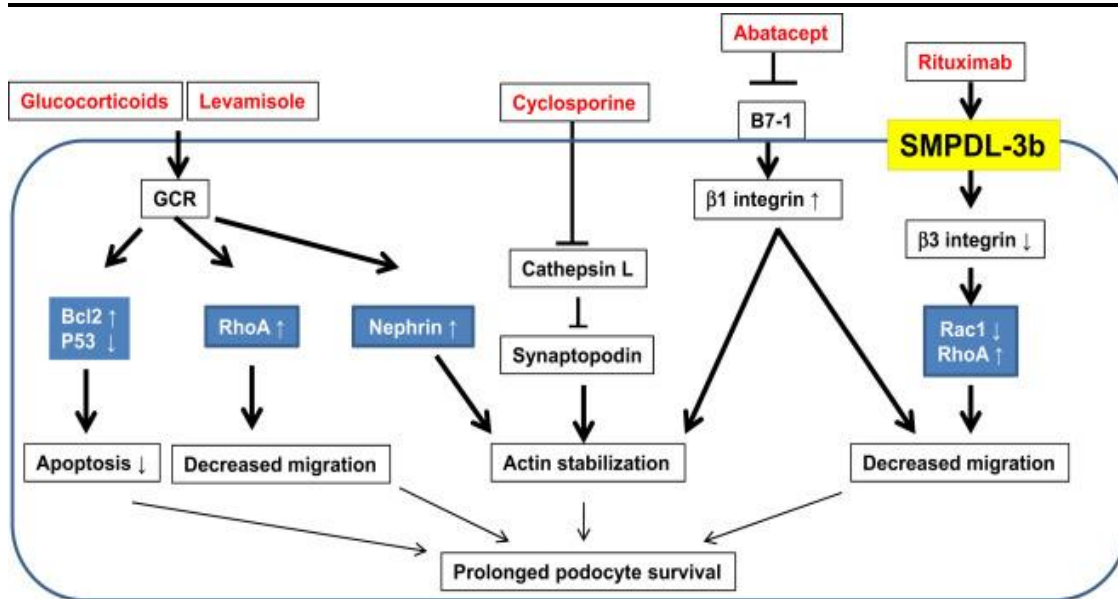 Abatacept
Rituximab
Glucocorticoids
Levamisole
Cyclosporine
B7-1
SMPDL-3b
GCR
β1 integrin ↑
β3 integrin ↓
Cathepsin L
Bcl2 ↑
P53 ↓
RhoA ↑
Nephrin ↑
Rac1 ↓
RhoA ↑
Synaptopodin
Apoptosis ↓
Decreased migration
Actin stabilization
Decreased migration
Prolonged podocyte survival